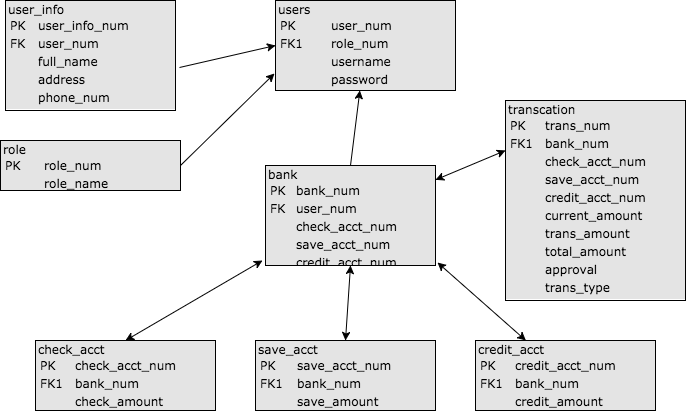 user_info
PK user_info_num
FK user_num
full_name
address
phone_num
users
PK user_num
FK1 role_num
username
password
role
PK role_num
role_name
bank
PK bank_num
FK user_num
check_acct_num
save_acct_num
credit_acct_num
transcation
PK trans_num
FK1 bank_num
check_acct_num
save_acct_num
credit_acct_num
current_amount
trans_amount
total_amount
approval
trans_type
check_acct
PK check_acct_num
FK1 bank_num
check_amount
save_acct
PK save_acct_num
FK1 bank_num
save_amount
credit_acct
PK credit_acct_num
FK1 bank_num
credit_amount